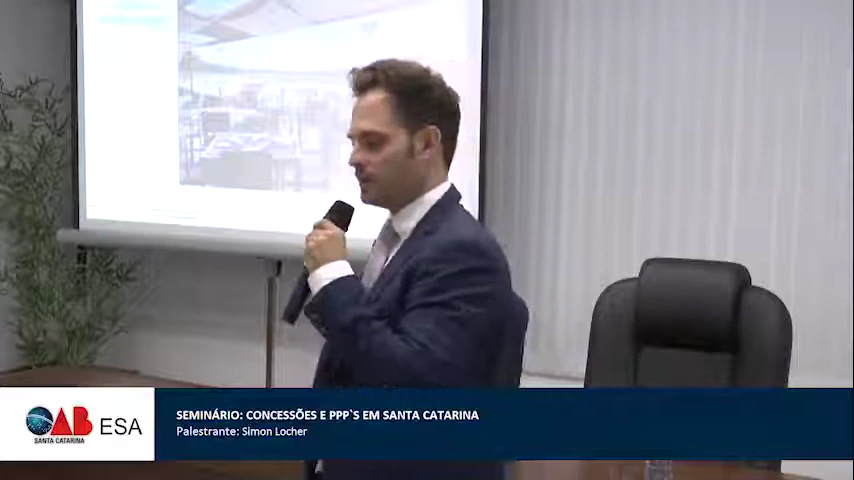 OAB ESA
SANTA CATARINA
SEMINÁRIO: CONCESSÕES E PPP`S EM SANTA CATARINA
Palestrante: Simon Locher